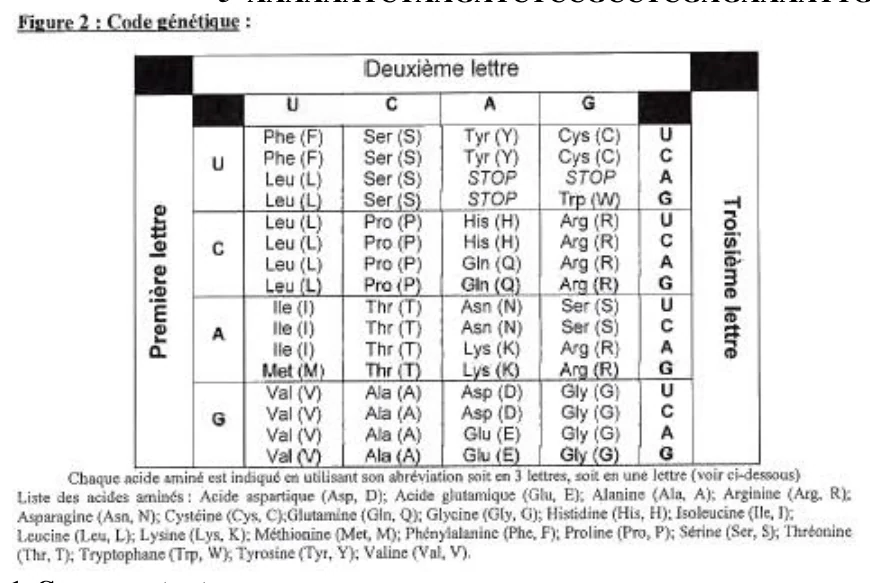 Figure 2 : Code génétique :
Deuxième lettre
U C A G
Première lettre
Troisième lettre
U
Phe (F) Ser (S) Tyr (Y) Cys (C) U
Phe (F) Ser (S) Tyr (Y) Cys (C) C
Leu (L) Ser (S) STOP STOP A
Leu (L) Ser (S) STOP Trp (W) G
C
Leu (L) Pro (P) His (H) Arg (R) U
Leu (L) Pro (P) His (H) Arg (R) C
Leu (L) Pro (P) Gln (Q) Arg (R) A
Leu (L) Pro (P) Gln (Q) Arg (R) G
A
Ile (I) Thr (T) Asn (N) Ser (S) U
Ile (I) Thr (T) Asn (N) Ser (S) C
Ile (I) Thr (T) Lys (K) Arg (R) A
Met (M) Thr (T) Lys (K) Arg (R) G
G
Val (V) Ala (A) Asp (D) Gly (G) U
Val (V) Ala (A) Asp (D) Gly (G) C
Val (V) Ala (A) Glu (E) Gly (G) A
Val (V) Ala (A) Glu (E) Gly (G) G
Chaque acide aminé est indiqué en utilisant son abréviation soit en 3 lettres, soit en une lettre (voir ci-dessous)
Liste des acides aminés : Acide aspartique (Asp, D); Acide glutamique (Glu, E); Alanine (Ala, A); Arginine (Arg, R);
Asparagine (Asn, N); Cystéine (Cys, C);Glutamine (Gln, Q); Glycine (Gly, G); Histidine (His, H); Isoleucine (Ile, I);
Leucine (Leu, L); Lysine (Lys, K); Méthionine (Met, M); Phénylalanine (Phe, F); Proline (Pro, P); Sérine (Ser, S); Thréonine
(Thr, T); Tryptophane (Trp, W); Tyrosine (Tyr, Y); Valine (Val, V).